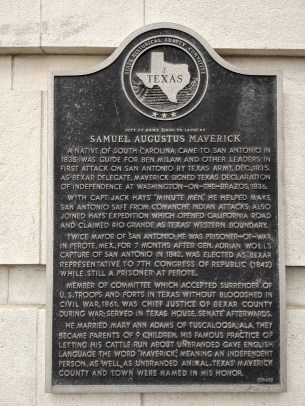 STATE HISTORICAL SURVEY COMMITTEE
TEXAS
SAMUEL AUGUSTUS MAVERICK
A NATIVE OF SOUTH CAROLINA, CAME TO SAN ANTONIO IN
1835; WAS GUIDE FOR BEN MILAM AND OTHER LEADERS IN
FIRST ATTACK ON SAN ANTONIO BY TEXAS ARMY, DEC. 1835.
AS BEXAR DELEGATE, MAVERICK SIGNED TEXAS DECLARATION
OF INDEPENDENCE AT WASHINGTON-ON-THE-BRAZOS, 1836.
WITH CAPT. JACK HAYS' "MINUTE MEN", HE HELPED MAKE
SAN ANTONIO SAFE FROM COMANCHE INDIAN ATTACKS; ALSO
JOINED HAYS' EXPEDITION WHICH OPENED CALIFORNIA ROAD
AND CLAIMED RIO GRANDE AS TEXAS' WESTERN BOUNDARY.
TWICE MAYOR OF SAN ANTONIO, HE WAS PRISONER-OF-WAR
IN PEROTE, MEX., FOR 7 MONTHS AFTER GEN. ADRIAN WOLL'S
CAPTURE OF SAN ANTONIO IN 1842. WAS ELECTED AS BEXAR
REPRESENTATIVE TO 7TH CONGRESS OF REPUBLIC (1842)
WHILE STILL A PRISONER AT PEROTE.
MEMBER OF COMMITTEE WHICH ACCEPTED SURRENDER OF
U.S. TROOPS AND FORTS IN TEXAS WITHOUT BLOODSHED IN
CIVIL WAR, 1861. WAS CHIEF JUSTICE OF BEXAR COUNTY
DURING WAR; SERVED IN TEXAS HOUSE, SENATE AFTERWARDS.
HE MARRIED MARY ANN ADAMS OF TUSCALOOSA, ALA. THEY
BECAME PARENTS OF 9 CHILDREN. HIS FAMOUS PRACTICE OF
LETTING HIS CATTLE RUN ABOUT UNBRANDED GAVE ENGLISH
LANGUAGE THE WORD "MAVERICK", MEANING AN INDEPENDENT
PERSON, AS WELL AS UNBRANDED ANIMAL. TEXAS' MAVERICK
COUNTY AND TOWN WERE NAMED IN HIS HONOR.